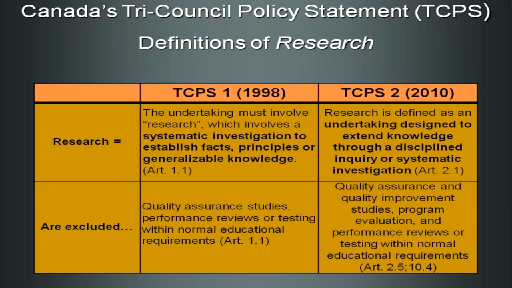 Canada's Tri-Council Policy Statement (TCPS)
Definitions of Research
TCPS 1 (1998)
TCPS 2 (2010)
Research =
The undertaking must involve
"research", which involves a
systematic investigation to
establish facts, principles or
generalizable knowledge.
(Art. 1.1)
Research is defined as an
undertaking designed to
extend knowledge
through a disciplined
inquiry or systematic
investigation (Art. 2.1)
Are excluded...
Quality assurance studies,
performance reviews or testing
within normal educational
requirements (Art. 1.1)
Quality assurance and
quality improvement
studies, program
evaluation, and
performance reviews or
testing within normal
educational requirements
(Art. 2.5;10.4)